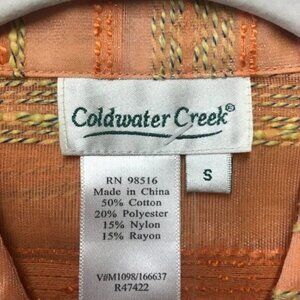 Coldwater Creek®
S
RN 98516
Made in China
50% Cotton
20% Polyester
15% Nylon
15% Rayon
V#M1098/166637
R47422